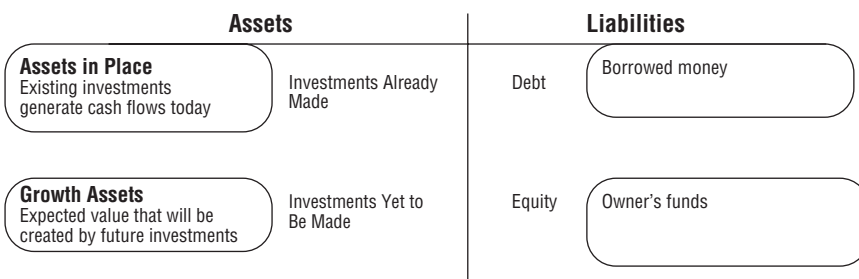 Assets
Liabilities
Assets in Place
Existing investments
generate cash flows today
Investments Already
Made
Debt
Borrowed money
Growth Assets
Expected value that will be
created by future investments
Investments Yet to
Be Made
Equity
Owner's funds